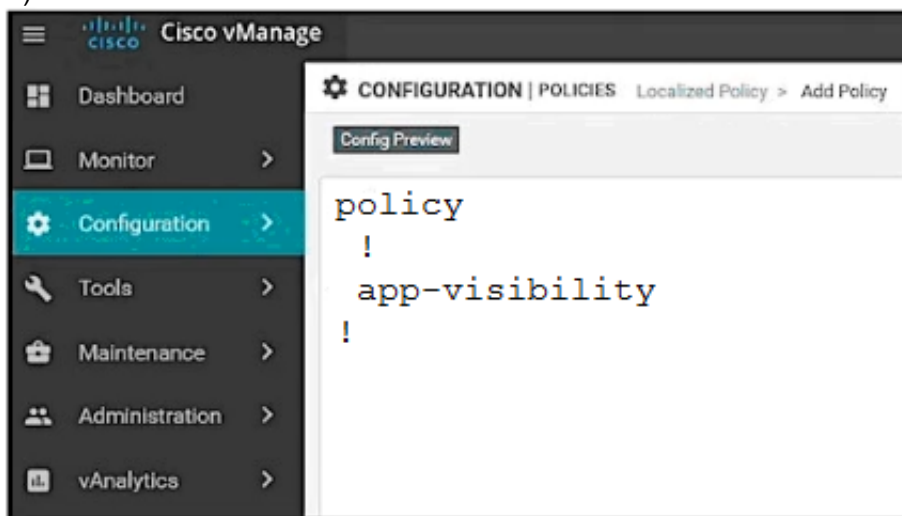 cisco Cisco vManage
Dashboard
CONFIGURATION | POLICIES Localized Policy > Add Policy
Config Preview
Monitor >
policy
!
Configuration >
app-visibility
Tools >
!
Maintenance >
Administration >
vAnalytics >